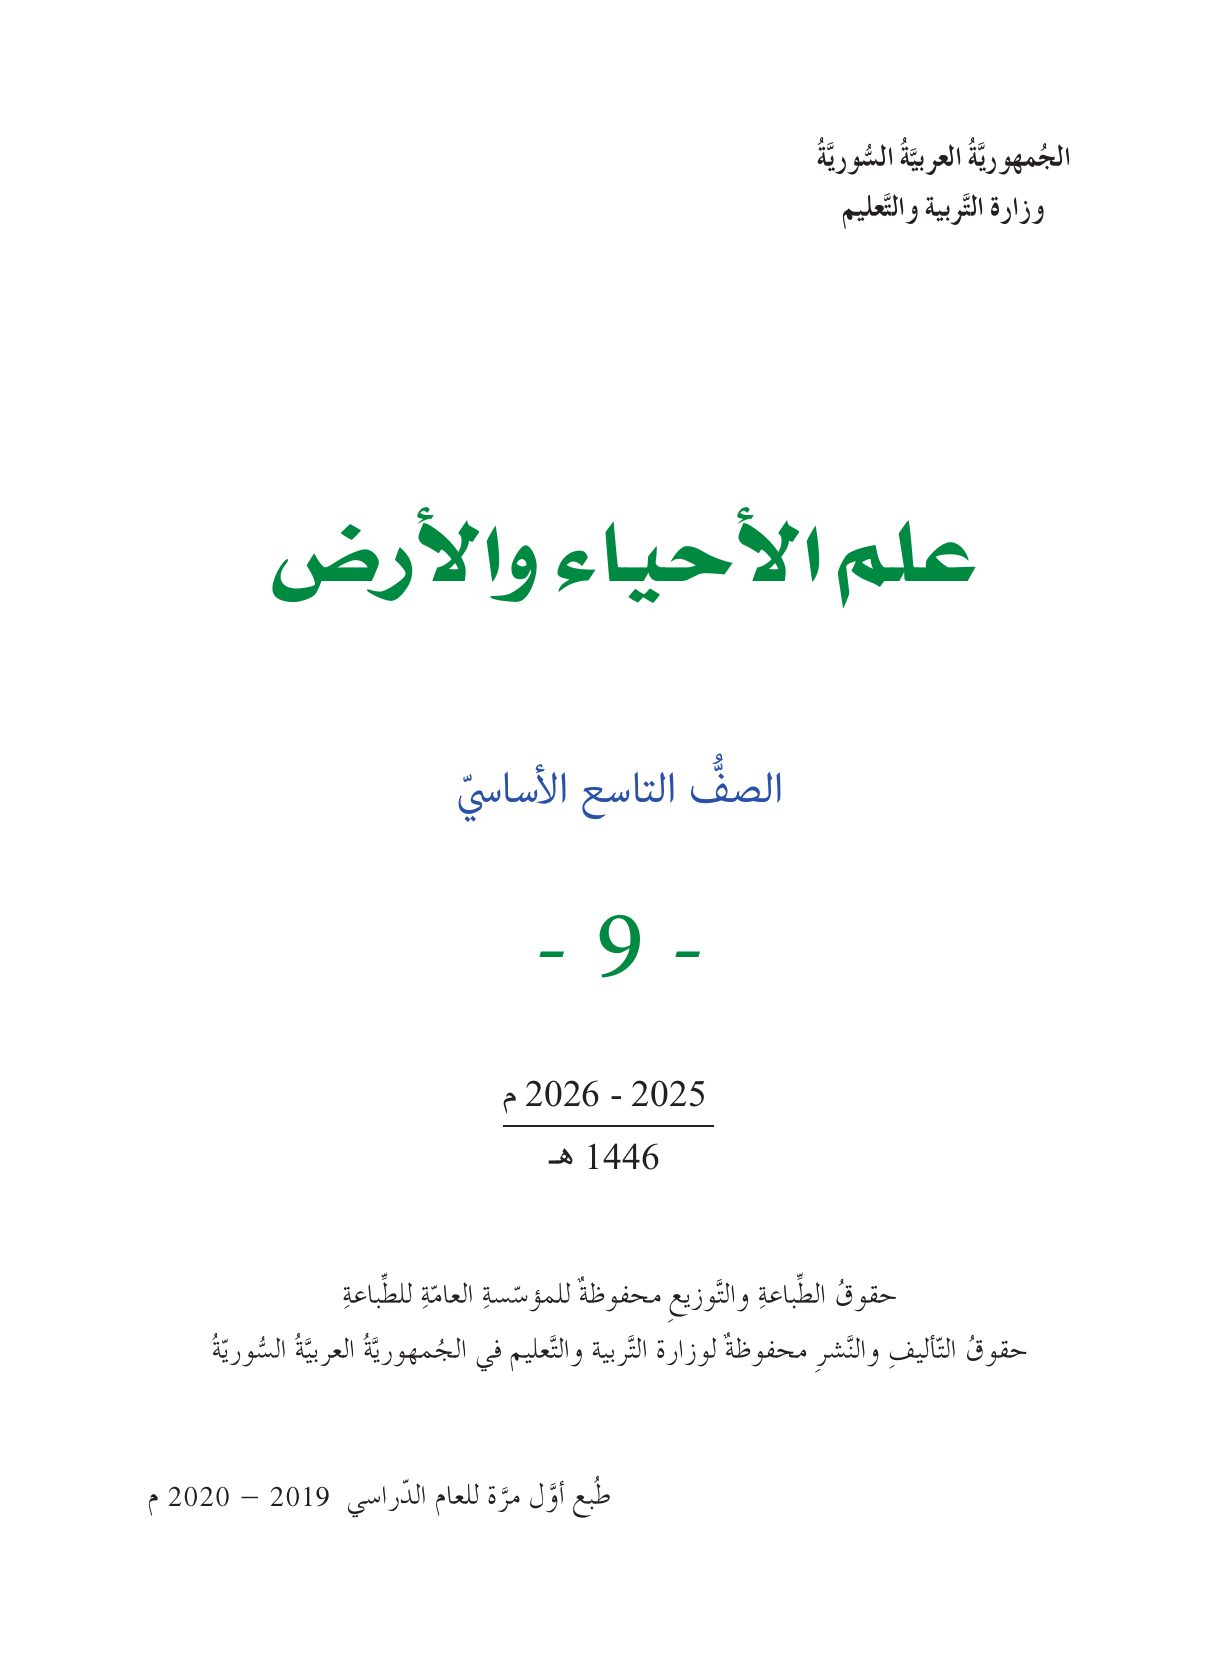 الجُمهوريَّةُ العربيَّةُ السُّوريَّةُ
وزارة التَّربية والتَّعليم
علم الأحياء والأرض
الصفُّ التاسع الأساسيّ
- 9 -
2025 - 2026 م
1446 هـ
حقوقُ الطِّباعةِ والتَّوزيعِ محفوظةٌ للمؤسّسةِ العامّةِ للطِّباعةِ
حقوقُ التّأليفِ والنَّشرِ محفوظةٌ لوزارة التَّربية والتَّعليم في الجُمهوريَّةُ العربيَّةُ السُّوريّةُ
طُبع أوَّل مرَّة للعام الدّراسي 2019 – 2020 م